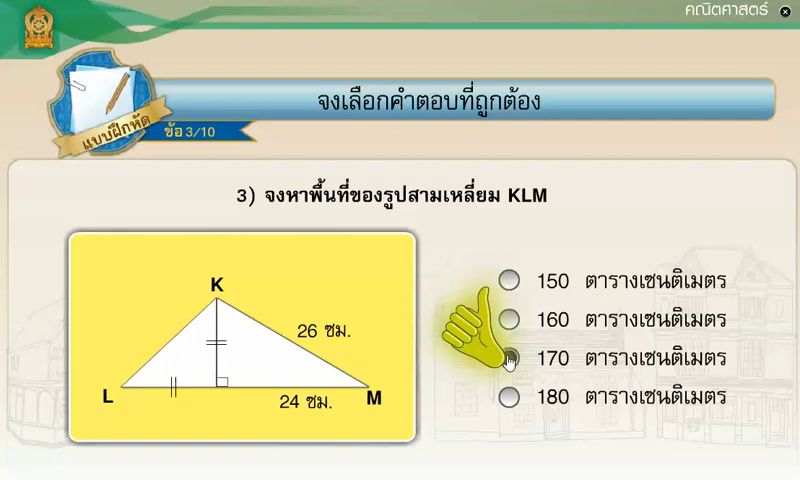 คณิตศาสตร์
จงเลือกคำตอบที่ถูกต้อง
แบบฝึกหัด
ข้อ 3/10
3) จงหาพื้นที่ของรูปสามเหลี่ยม KLM
K
26 ซม.
L
24 ซม.
M
150 ตารางเซนติเมตร
160 ตารางเซนติเมตร
170 ตารางเซนติเมตร
180 ตารางเซนติเมตร